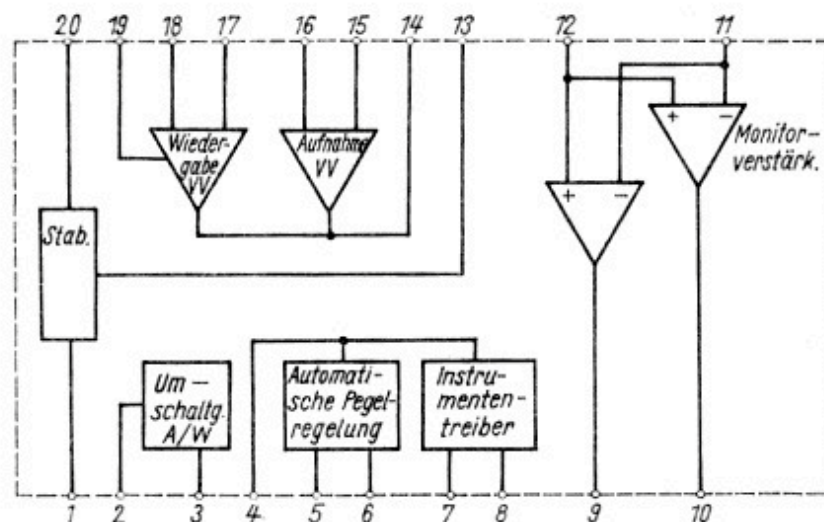 20 19 18 17 16 15 14 13 12 11
Wieder-
gabe
VV
Aufnahme
VV
+ -
Monitor-
verstärk.
+ -
Stab.
Um -
schaltg.
A/W
Automati-
sche Pegel-
regelung
Instru-
menten-
treiber
1 2 3 4 5 6 7 8 9 10